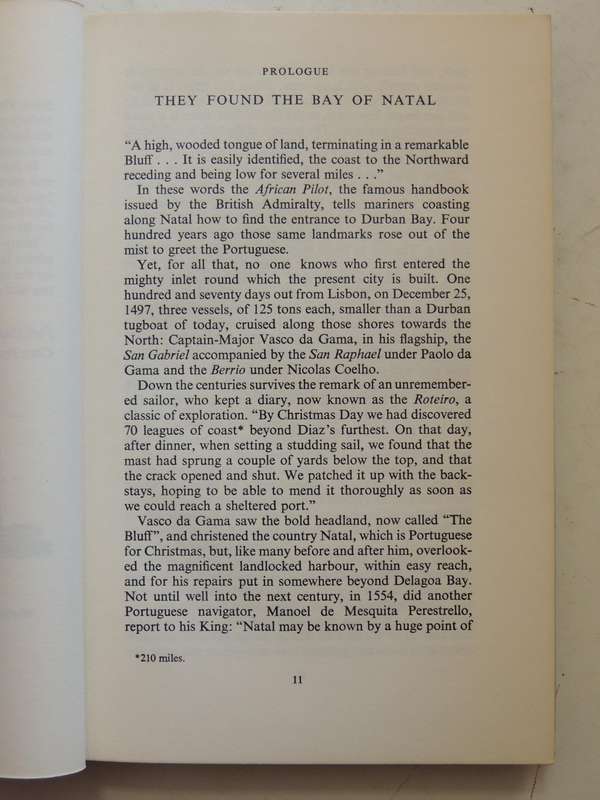 PROLOGUE
THEY FOUND THE BAY OF NATAL
“A high, wooded tongue of land, terminating in a remarkable
Bluff . . . It is easily identified, the coast to the Northward
receding and being low for several miles . . .”
In these words the African Pilot, the famous handbook
issued by the British Admiralty, tells mariners coasting
along Natal how to find the entrance to Durban Bay. Four
hundred years ago those same landmarks rose out of the
mist to greet the Portuguese.
Yet, for all that, no one knows who first entered the
mighty inlet round which the present city is built. One
hundred and seventy days out from Lisbon, on December 25,
1497, three vessels, of 125 tons each, smaller than a Durban
tugboat of today, cruised along those shores towards the
North: Captain-Major Vasco da Gama, in his flagship, the
San Gabriel accompanied by the San Raphael under Paolo da
Gama and the Berrio under Nicolas Coelho.
Down the centuries survives the remark of an unremember-
ed sailor, who kept a diary, now known as the Roteiro, a
classic of exploration. “By Christmas Day we had discovered
70 leagues of coast* beyond Diaz’s furthest. On that day,
after dinner, when setting a studding sail, we found that the
mast had sprung a couple of yards below the top, and that
the crack opened and shut. We patched it up with the back-
stays, hoping to be able to mend it thoroughly as soon as
we could reach a sheltered port.”
Vasco da Gama saw the bold headland, now called “The
Bluff”, and christened the country Natal, which is Portuguese
for Christmas, but, like many before and after him, overlook-
ed the magnificent landlocked harbour, within easy reach,
and for his repairs put in somewhere beyond Delagoa Bay.
Not until well into the next century, in 1554, did another
Portuguese navigator, Manoel de Mesquita Perestrello,
report to his King: “Natal may be known by a huge point of
*210 miles.
11